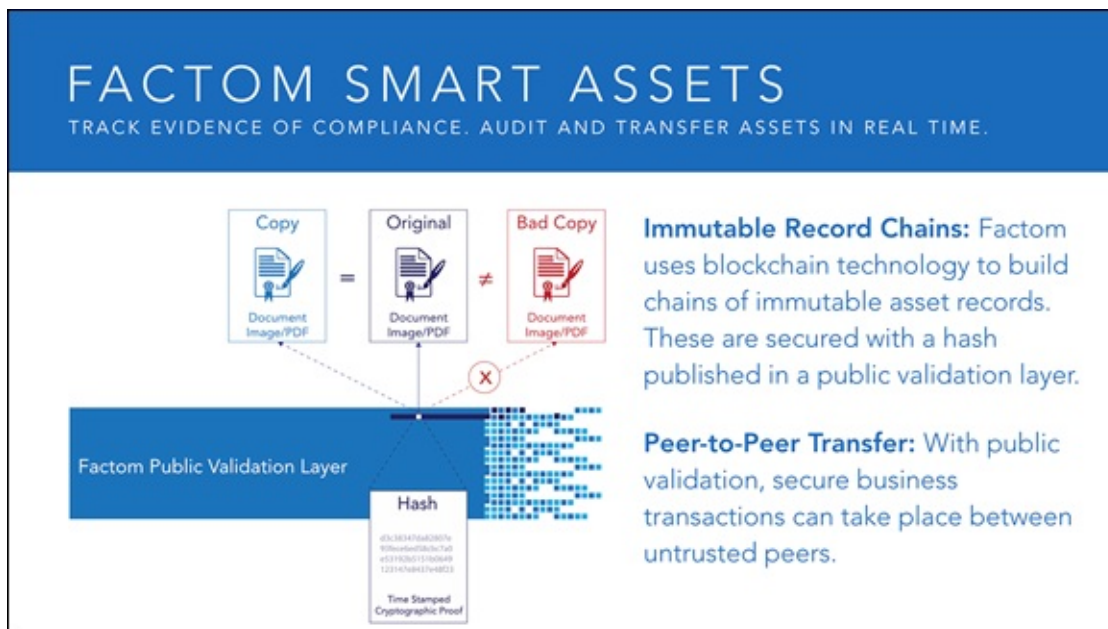 FACTOM SMART ASSETS
TRACK EVIDENCE OF COMPLIANCE. AUDIT AND TRANSFER ASSETS IN REAL TIME.
Copy
Document
Image/PDF
=
Original
Document
Image/PDF
≠
Bad Copy
Document
Image/PDF
X
Factom Public Validation Layer
Hash
Time Stamped
Cryptographic Proof
Immutable Record Chains: Factom
uses blockchain technology to build
chains of immutable asset records.
These are secured with a hash
published in a public validation layer.
Peer-to-Peer Transfer: With public
validation, secure business
transactions can take place between
untrusted peers.